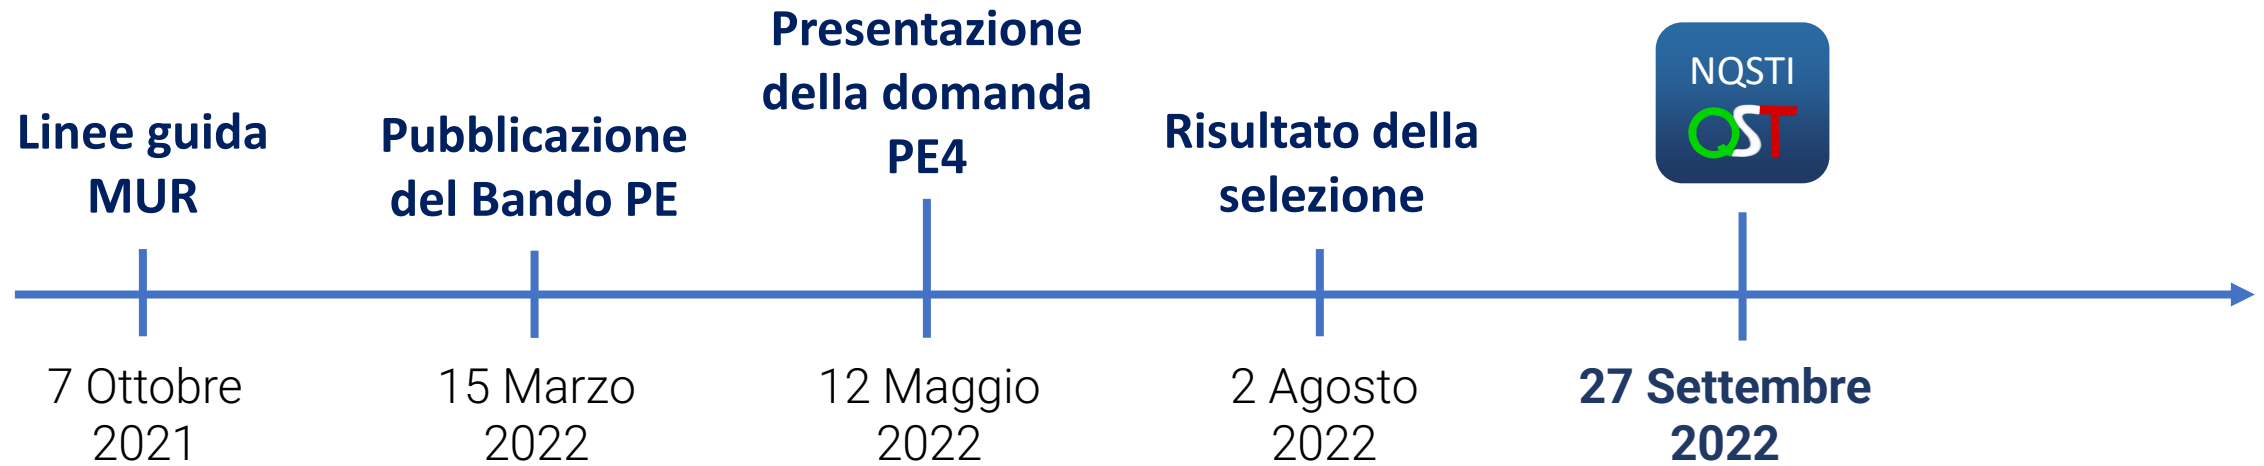 Linee guida
MUR
7 Ottobre
2021
Pubblicazione
del Bando PE
15 Marzo
2022
Presentazione
della domanda
PE4
12 Maggio
2022
Risultato della
selezione
2 Agosto
2022
NQSTI
QST
27 Settembre
2022